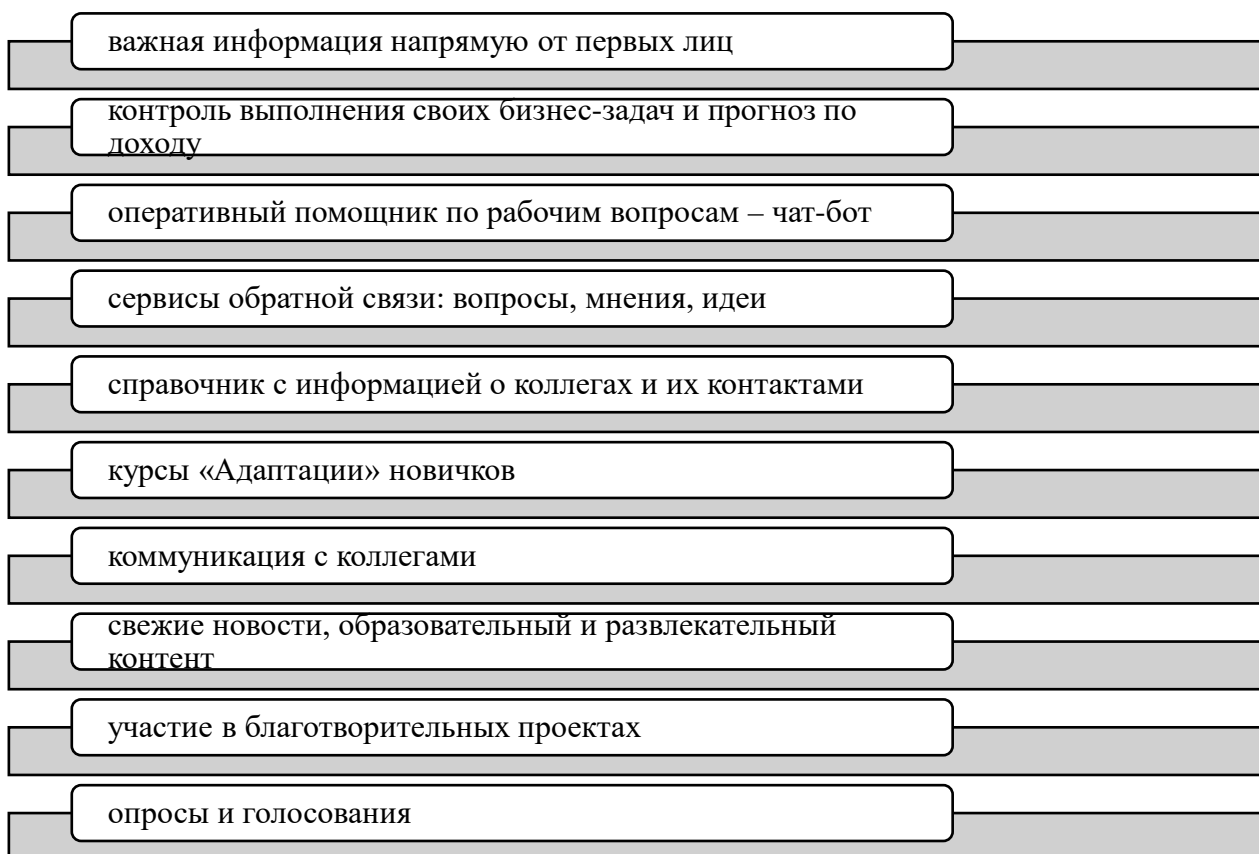 важная информация напрямую от первых лиц
контроль выполнения своих бизнес-задач и прогноз по
доходу
оперативный помощник по рабочим вопросам – чат-бот
сервисы обратной связи: вопросы, мнения, идеи
справочник с информацией о коллегах и их контактами
курсы «Адаптации» новичков
коммуникация с коллегами
свежие новости, образовательный и развлекательный
контент
участие в благотворительных проектах
опросы и голосования